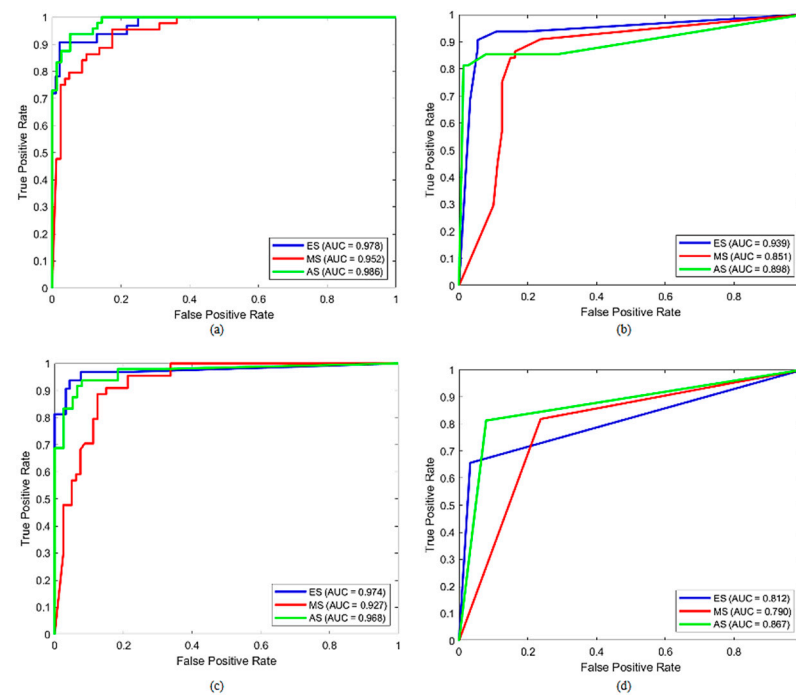 1
0.9
0.8
0.7
0.6
0.5
0.4
0.3
0.2
0.1
0
True Positive Rate
ES (AUC = 0.978)
MS (AUC = 0.952)
AS (AUC = 0.986)
0 0.2 0.4 0.6 0.8 1
False Positive Rate
(a)
1
0.9
0.8
0.7
0.6
0.5
0.4
0.3
0.2
0.1
0
True Positive Rate
ES (AUC = 0.939)
MS (AUC = 0.851)
AS (AUC = 0.898)
0 0.2 0.4 0.6 0.8
False Positive Rate
(b)
1
0.9
0.8
0.7
0.6
0.5
0.4
0.3
0.2
0.1
0
True Positive Rate
ES (AUC = 0.974)
MS (AUC = 0.927)
AS (AUC = 0.968)
0 0.2 0.4 0.6 0.8 1
False Positive Rate
(c)
1
0.9
0.8
0.7
0.6
0.5
0.4
0.3
0.2
0.1
0
True Positive Rate
ES (AUC = 0.812)
MS (AUC = 0.790)
AS (AUC = 0.867)
0 0.2 0.4 0.6 0.8
False Positive Rate
(d)